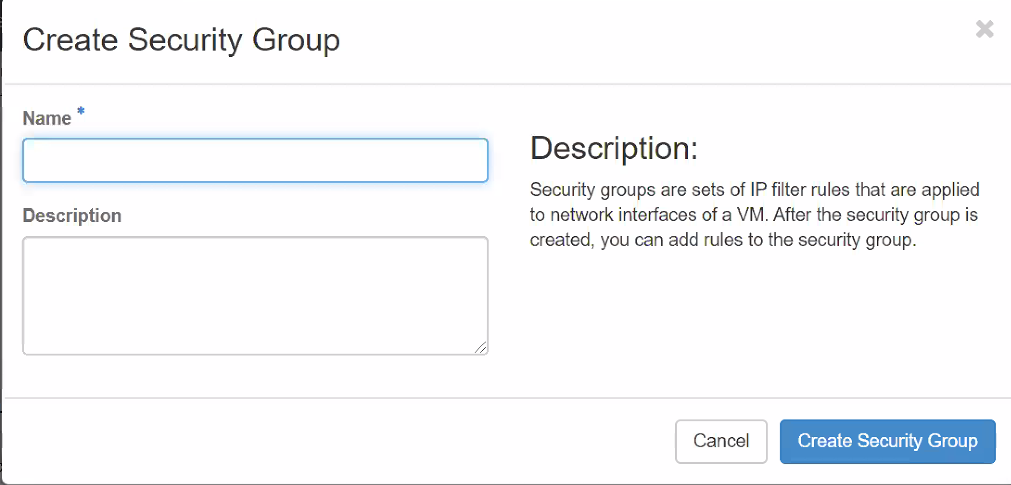 Create Security Group
Name *
Description
Description:
Security groups are sets of IP filter rules that are applied
to network interfaces of a VM. After the security group is
created, you can add rules to the security group.
Cancel
Create Security Group